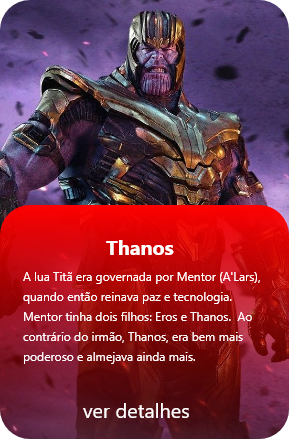 Thanos
A lua Titã era governada por Mentor (A'Lars),
quando então reinava paz e tecnologia.
Mentor tinha dois filhos: Eros e Thanos.  Ao
contrário do irmão, Thanos, era bem mais
poderoso e almejava ainda mais.
ver detalhes